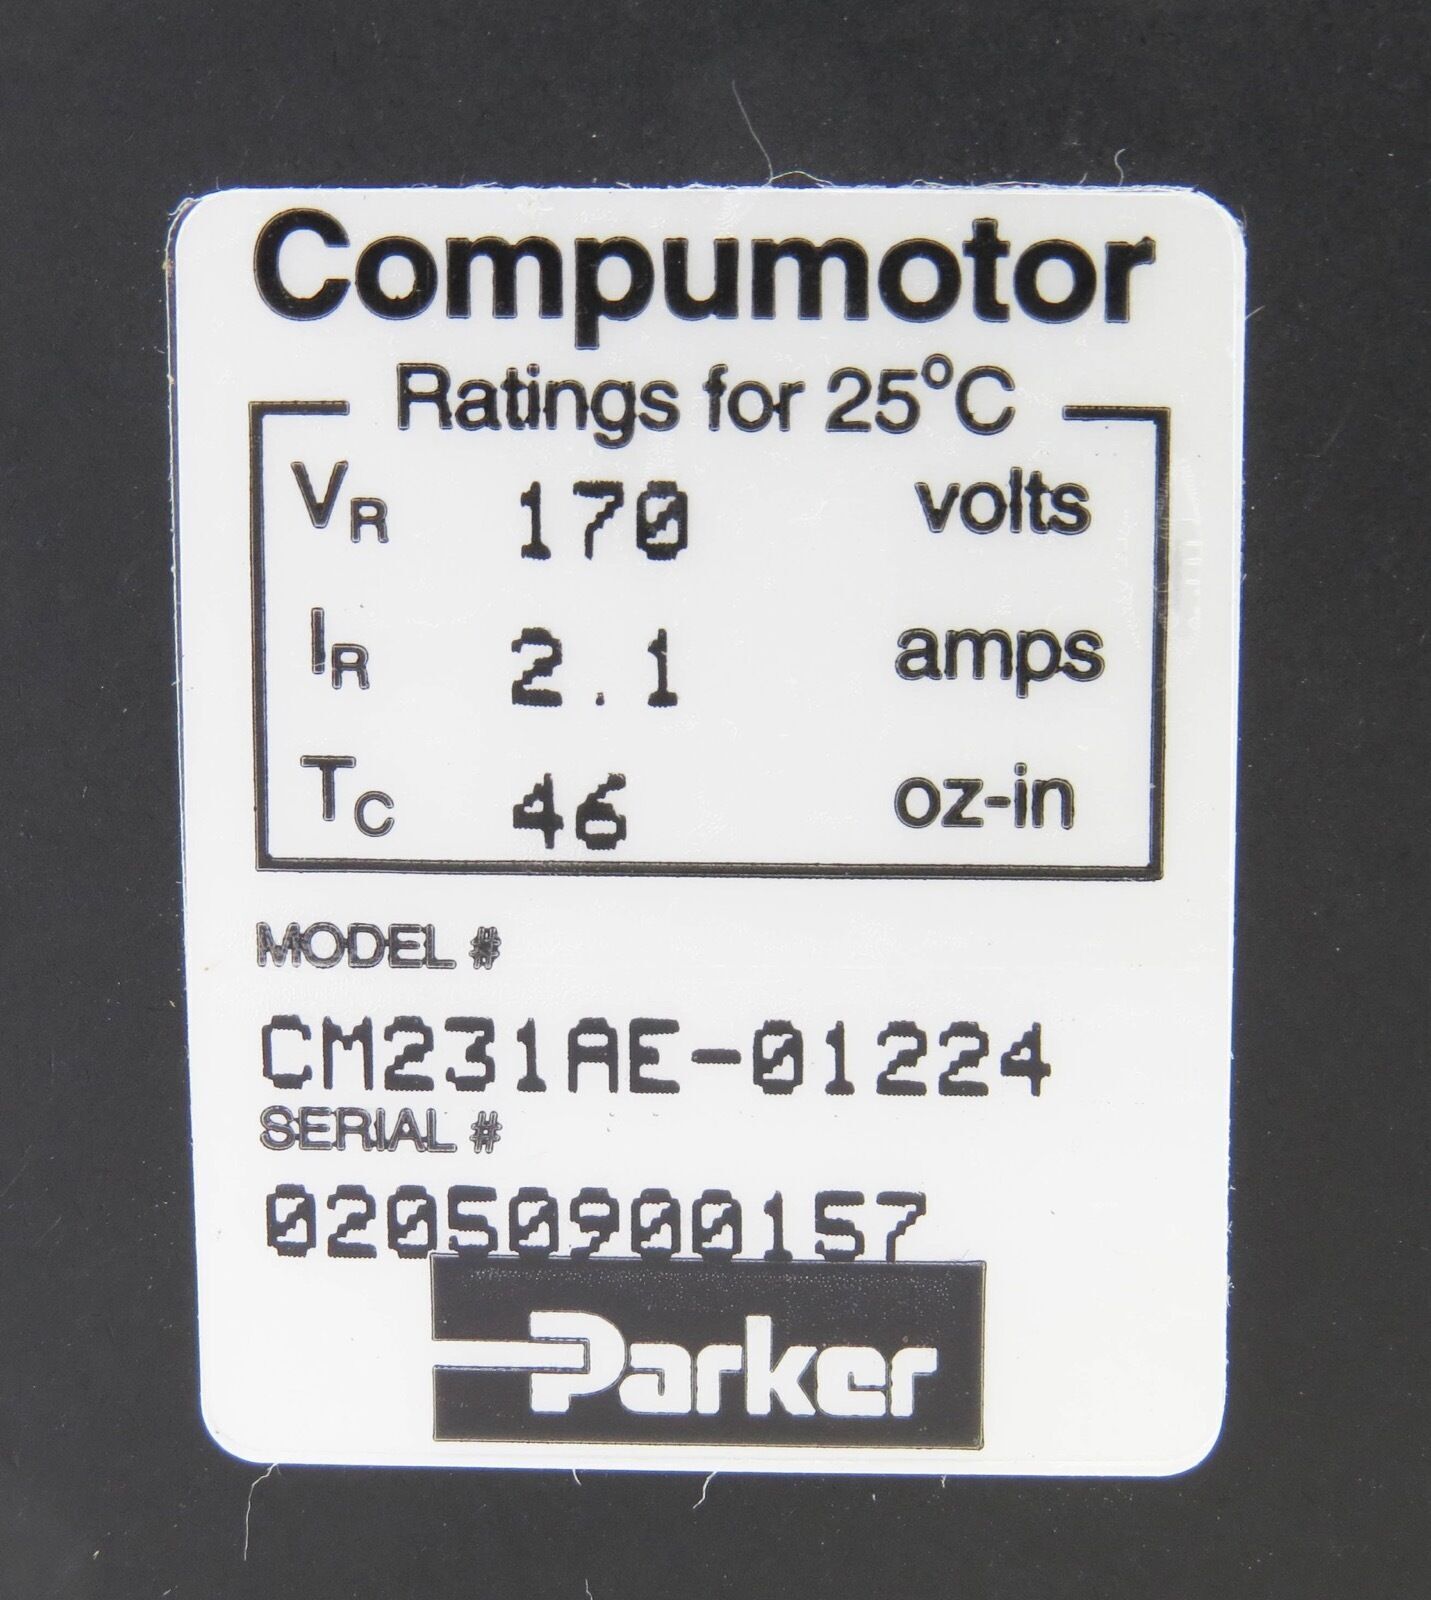 Compumotor
Ratings for 25°C
VR 170 volts
IR 2.1 amps
TC 46 oz-in
MODEL #
CM231AE-01224
SERIAL #
02050900157
Parker